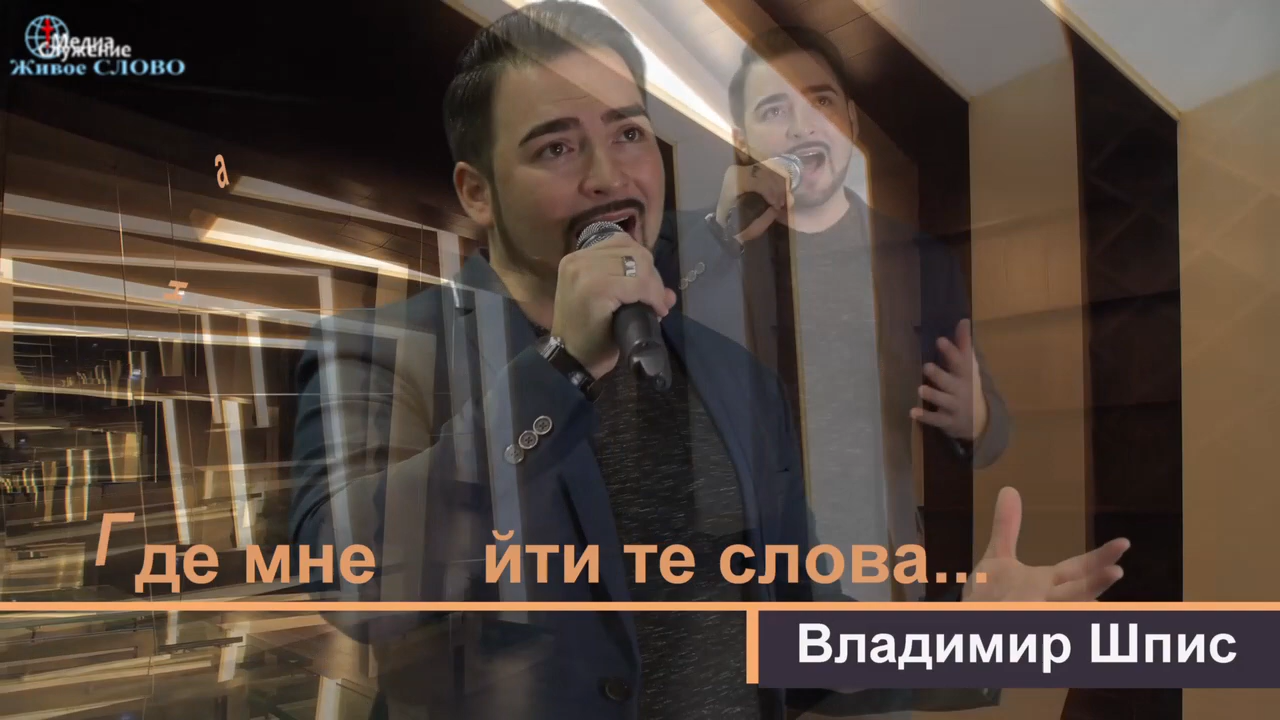 Медиа
Служение
Живое СЛОВО
а
н
Где мне йти те слова...
Владимир Шпис